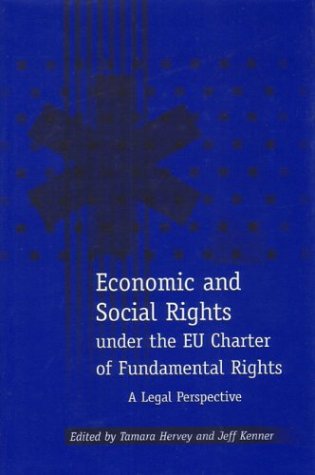 Economic and
Social Rights
under the EU Charter
of Fundamental Rights
A Legal Perspective
Edited by Tamara Hervey and Jeff Kenner